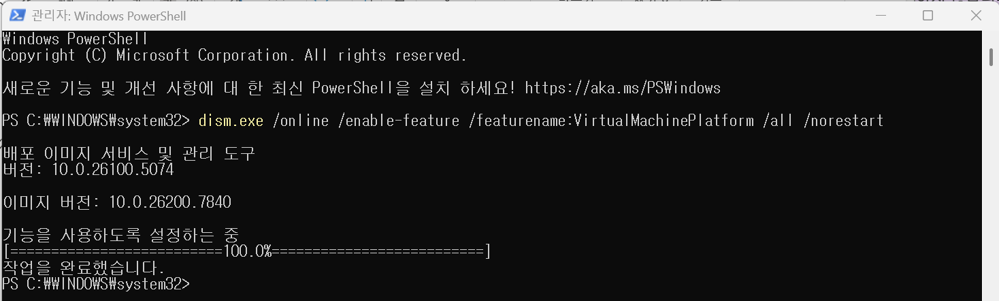 관리자: Windows PowerShell
Windows PowerShell
Copyright (C) Microsoft Corporation. All rights reserved.
새로운 기능 및 개선 사항에 대 한 최신 PowerShell을 설치 하세요! https://aka.ms/PSWindows
PS C:₩WINDOWS₩system32> dism.exe /online /enable-feature /featurename:VirtualMachinePlatform /all /norestart
배포 이미지 서비스 및 관리 도구
버전: 10.0.26100.5074
이미지 버전: 10.0.26200.7840
기능을 사용하도록 설정하는 중
[==========================100.0%==========================]
작업을 완료했습니다.
PS C:₩WINDOWS₩system32>